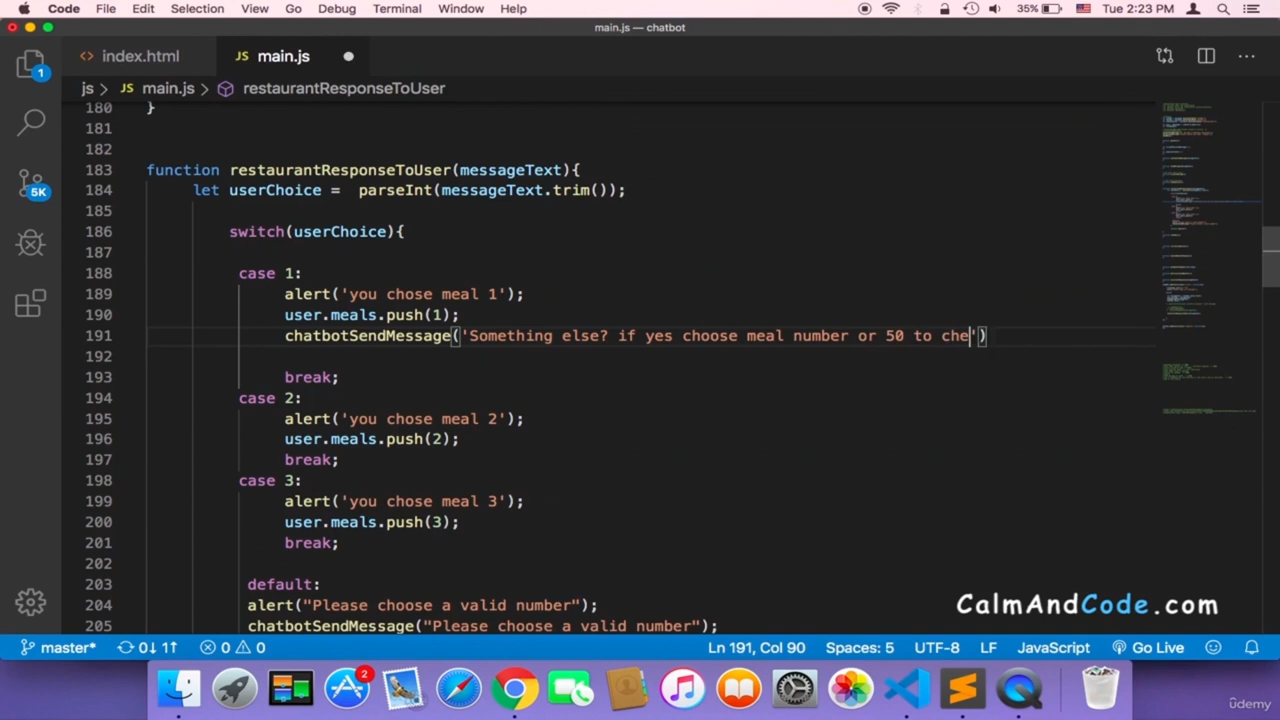 Code File Edit Selection View Go Debug Terminal Window Help 35% Tue 2:23 PM
main.js — chatbot
index.html JS main.js
js > JS main.js > restaurantResponseToUser
180 }
181
182
183 function restaurantResponseToUser(messageText){
184 let userChoice = parseInt(messageText.trim());
185
186 switch(userChoice){
187
188 case 1:
189 alert('you chose meal 1');
190 user.meals.push(1);
191 chatbotSendMessage('Something else? if yes choose meal number or 50 to che')
192
193 break;
194 case 2:
195 alert('you chose meal 2');
196 user.meals.push(2);
197 break;
198 case 3:
199 alert('you chose meal 3');
200 user.meals.push(3);
201 break;
202
203 default:
204 alert("Please choose a valid number");
205 chatbotSendMessage("Please choose a valid number");
1
5K
CalmAndCode.com
master* 0↓ 1↑ 0 0 Ln 191, Col 90 Spaces: 5 UTF-8 LF JavaScript Go Live
2
ûdemy